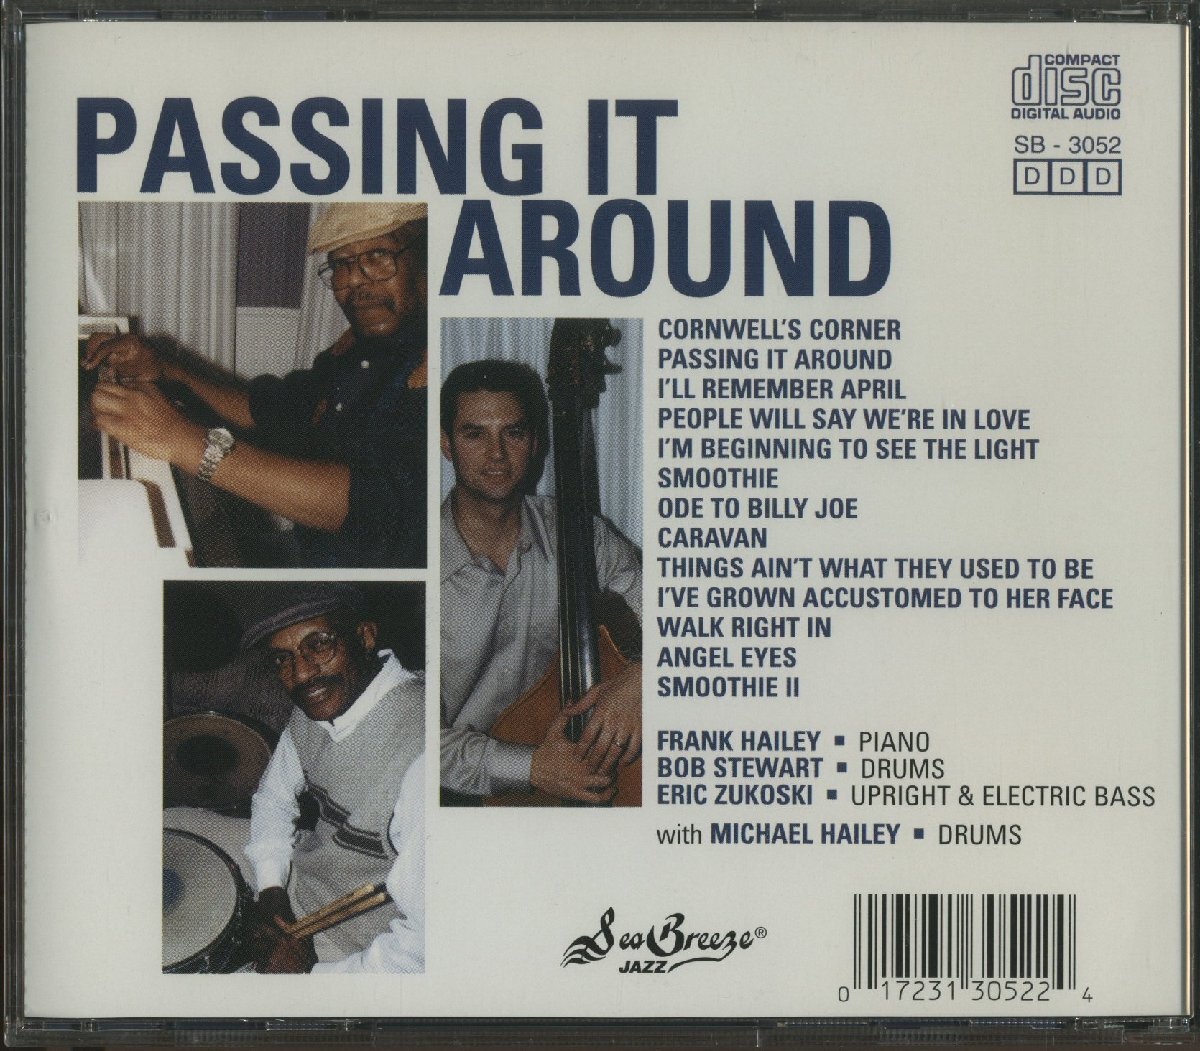 COMPACT
disc
DIGITAL AUDIO
SB - 3052
D D D
PASSING IT
AROUND
CORNWELL'S CORNER
PASSING IT AROUND
I'LL REMEMBER APRIL
PEOPLE WILL SAY WE'RE IN LOVE
I'M BEGINNING TO SEE THE LIGHT
SMOOTHIE
ODE TO BILLY JOE
CARAVAN
THINGS AIN'T WHAT THEY USED TO BE
I'VE GROWN ACCUSTOMED TO HER FACE
WALK RIGHT IN
ANGEL EYES
SMOOTHIE II
FRANK HAILEY ▪ PIANO
BOB STEWART ▪ DRUMS
ERIC ZUKOSKI ▪ UPRIGHT & ELECTRIC BASS
with MICHAEL HAILEY ▪ DRUMS
Sea Breeze®
JAZZ
0 17231 30522 4